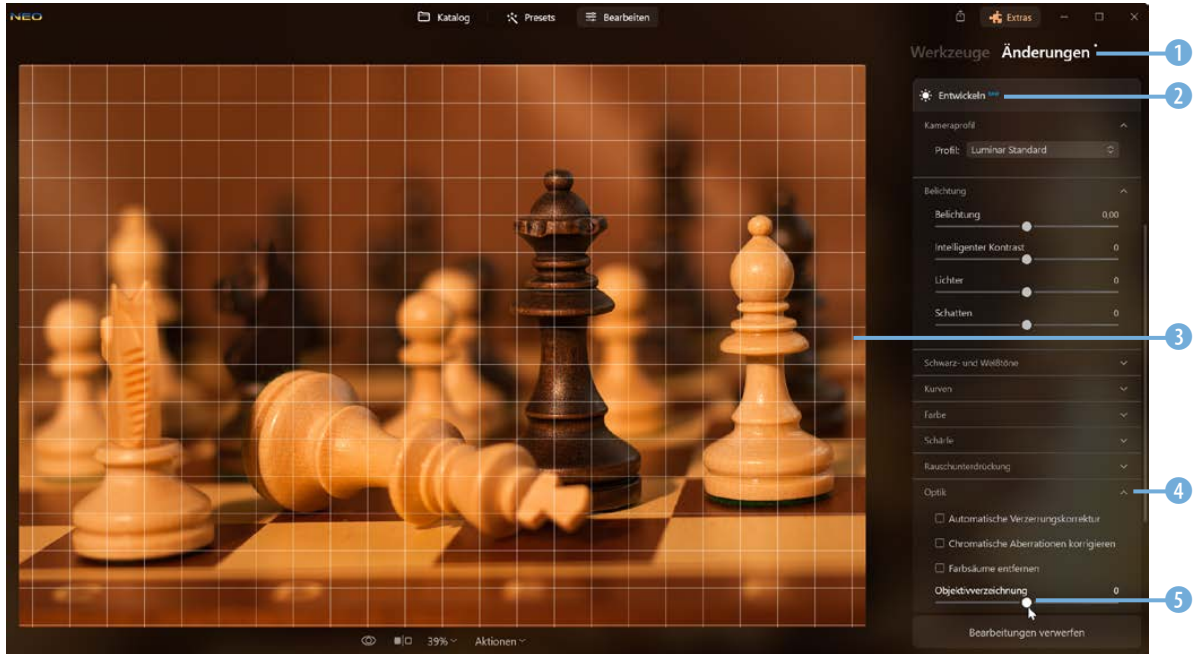 NEO
Katalog
Presets
Bearbeiten
Extras
Werkzeuge Änderungen
1
Entwickeln
2
Kameraprofil
Profil: Luminar Standard
Belichtung
Belichtung 0,00
Intelligenter Kontrast 0
Lichter 0
Schatten 0
3
Schwarz- und Weißtöne
Kurven
Farbe
Schärfe
Rauschunterdrückung
Optik
4
Automatische Verzerrungskorrektur
Chromatische Aberrationen korrigieren
Farbsäume entfernen
Objektivverzeichnung 0
5
Bearbeitungen verwerfen
39%
Aktionen